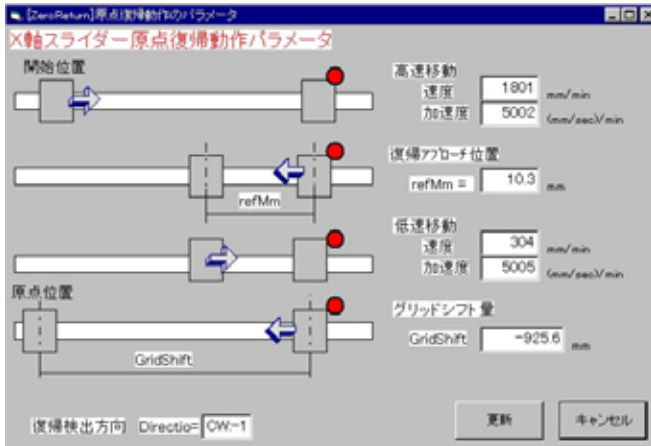 [ZeroReturn]原点復帰動作のパラメータ
X軸スライダー原点復帰動作パラメータ
開始位置
高速移動
速度 1801 mm/min
加速度 5002 (mm/sec)/min
復帰アプローチ位置
refMm = 10.3 mm
refMm
低速移動
速度 304 mm/min
加速度 5005 (mm/sec)/min
原点位置
グリッドシフト量
GridShift -925.6 mm
GridShift
復帰検出方向 Directio= CW:-1
更新
キャンセル